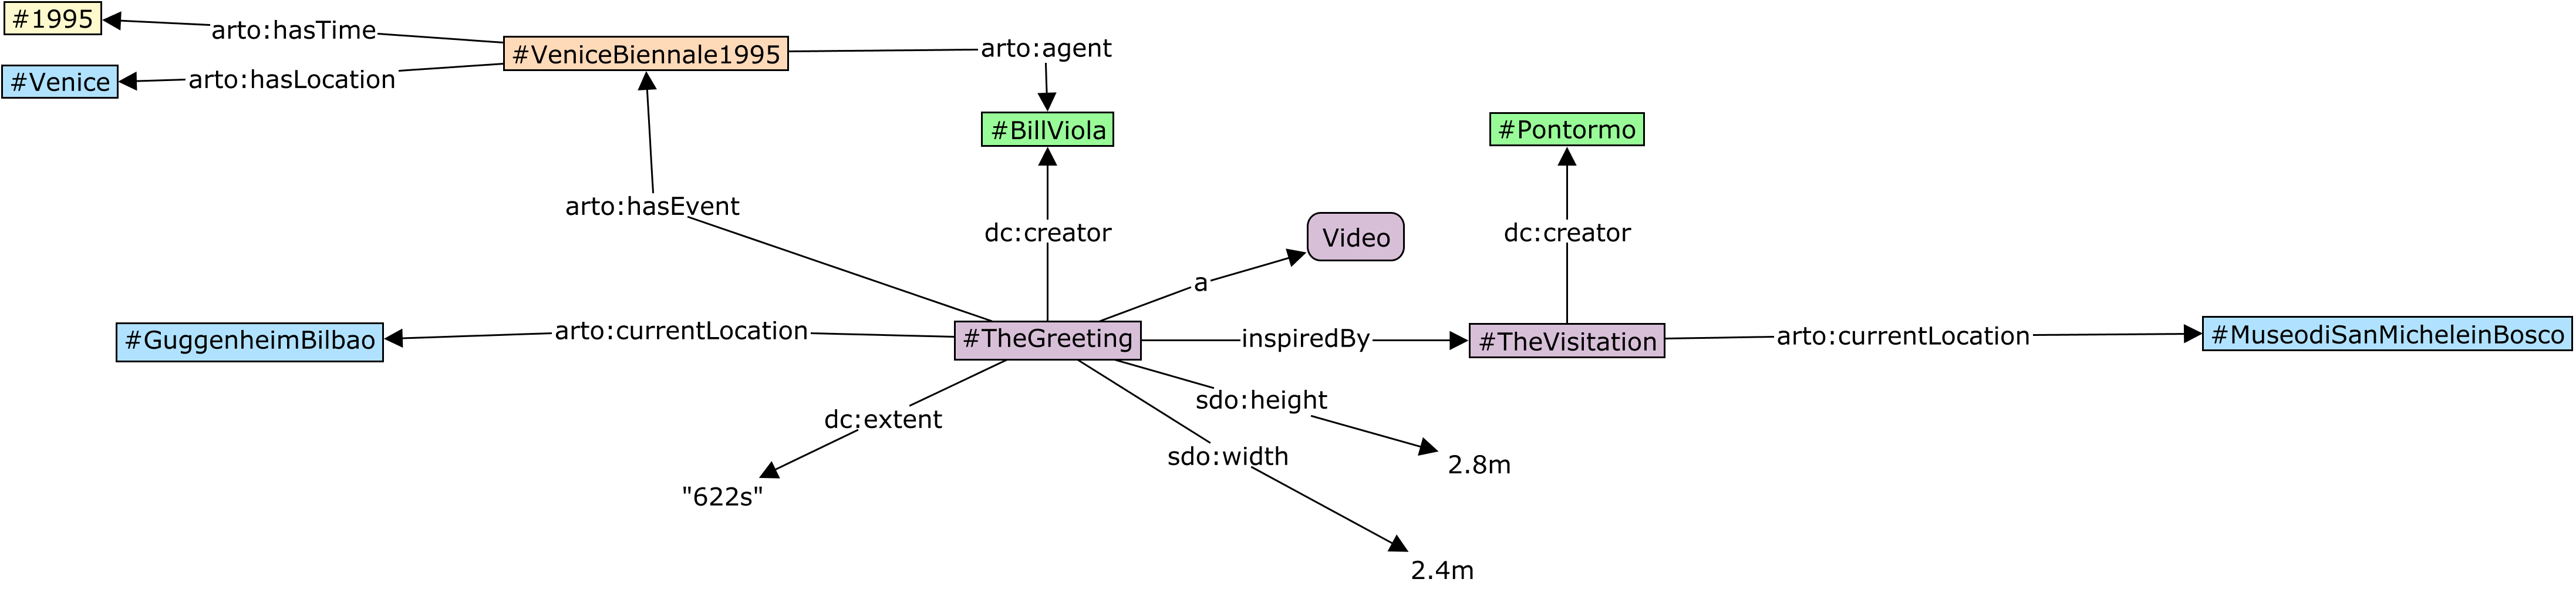 #1995
arto:hasTime
#VeniceBiennale1995
arto:agent
#Venice
arto:hasLocation
#BillViola
#Pontormo
arto:hasEvent
dc:creator
Video
dc:creator
a
#GuggenheimBilbao
arto:currentLocation
#TheGreeting
inspiredBy
#TheVisitation
arto:currentLocation
#MuseodiSanMicheleinBosco
dc:extent
sdo:height
sdo:width
2.8m
"622s"
2.4m